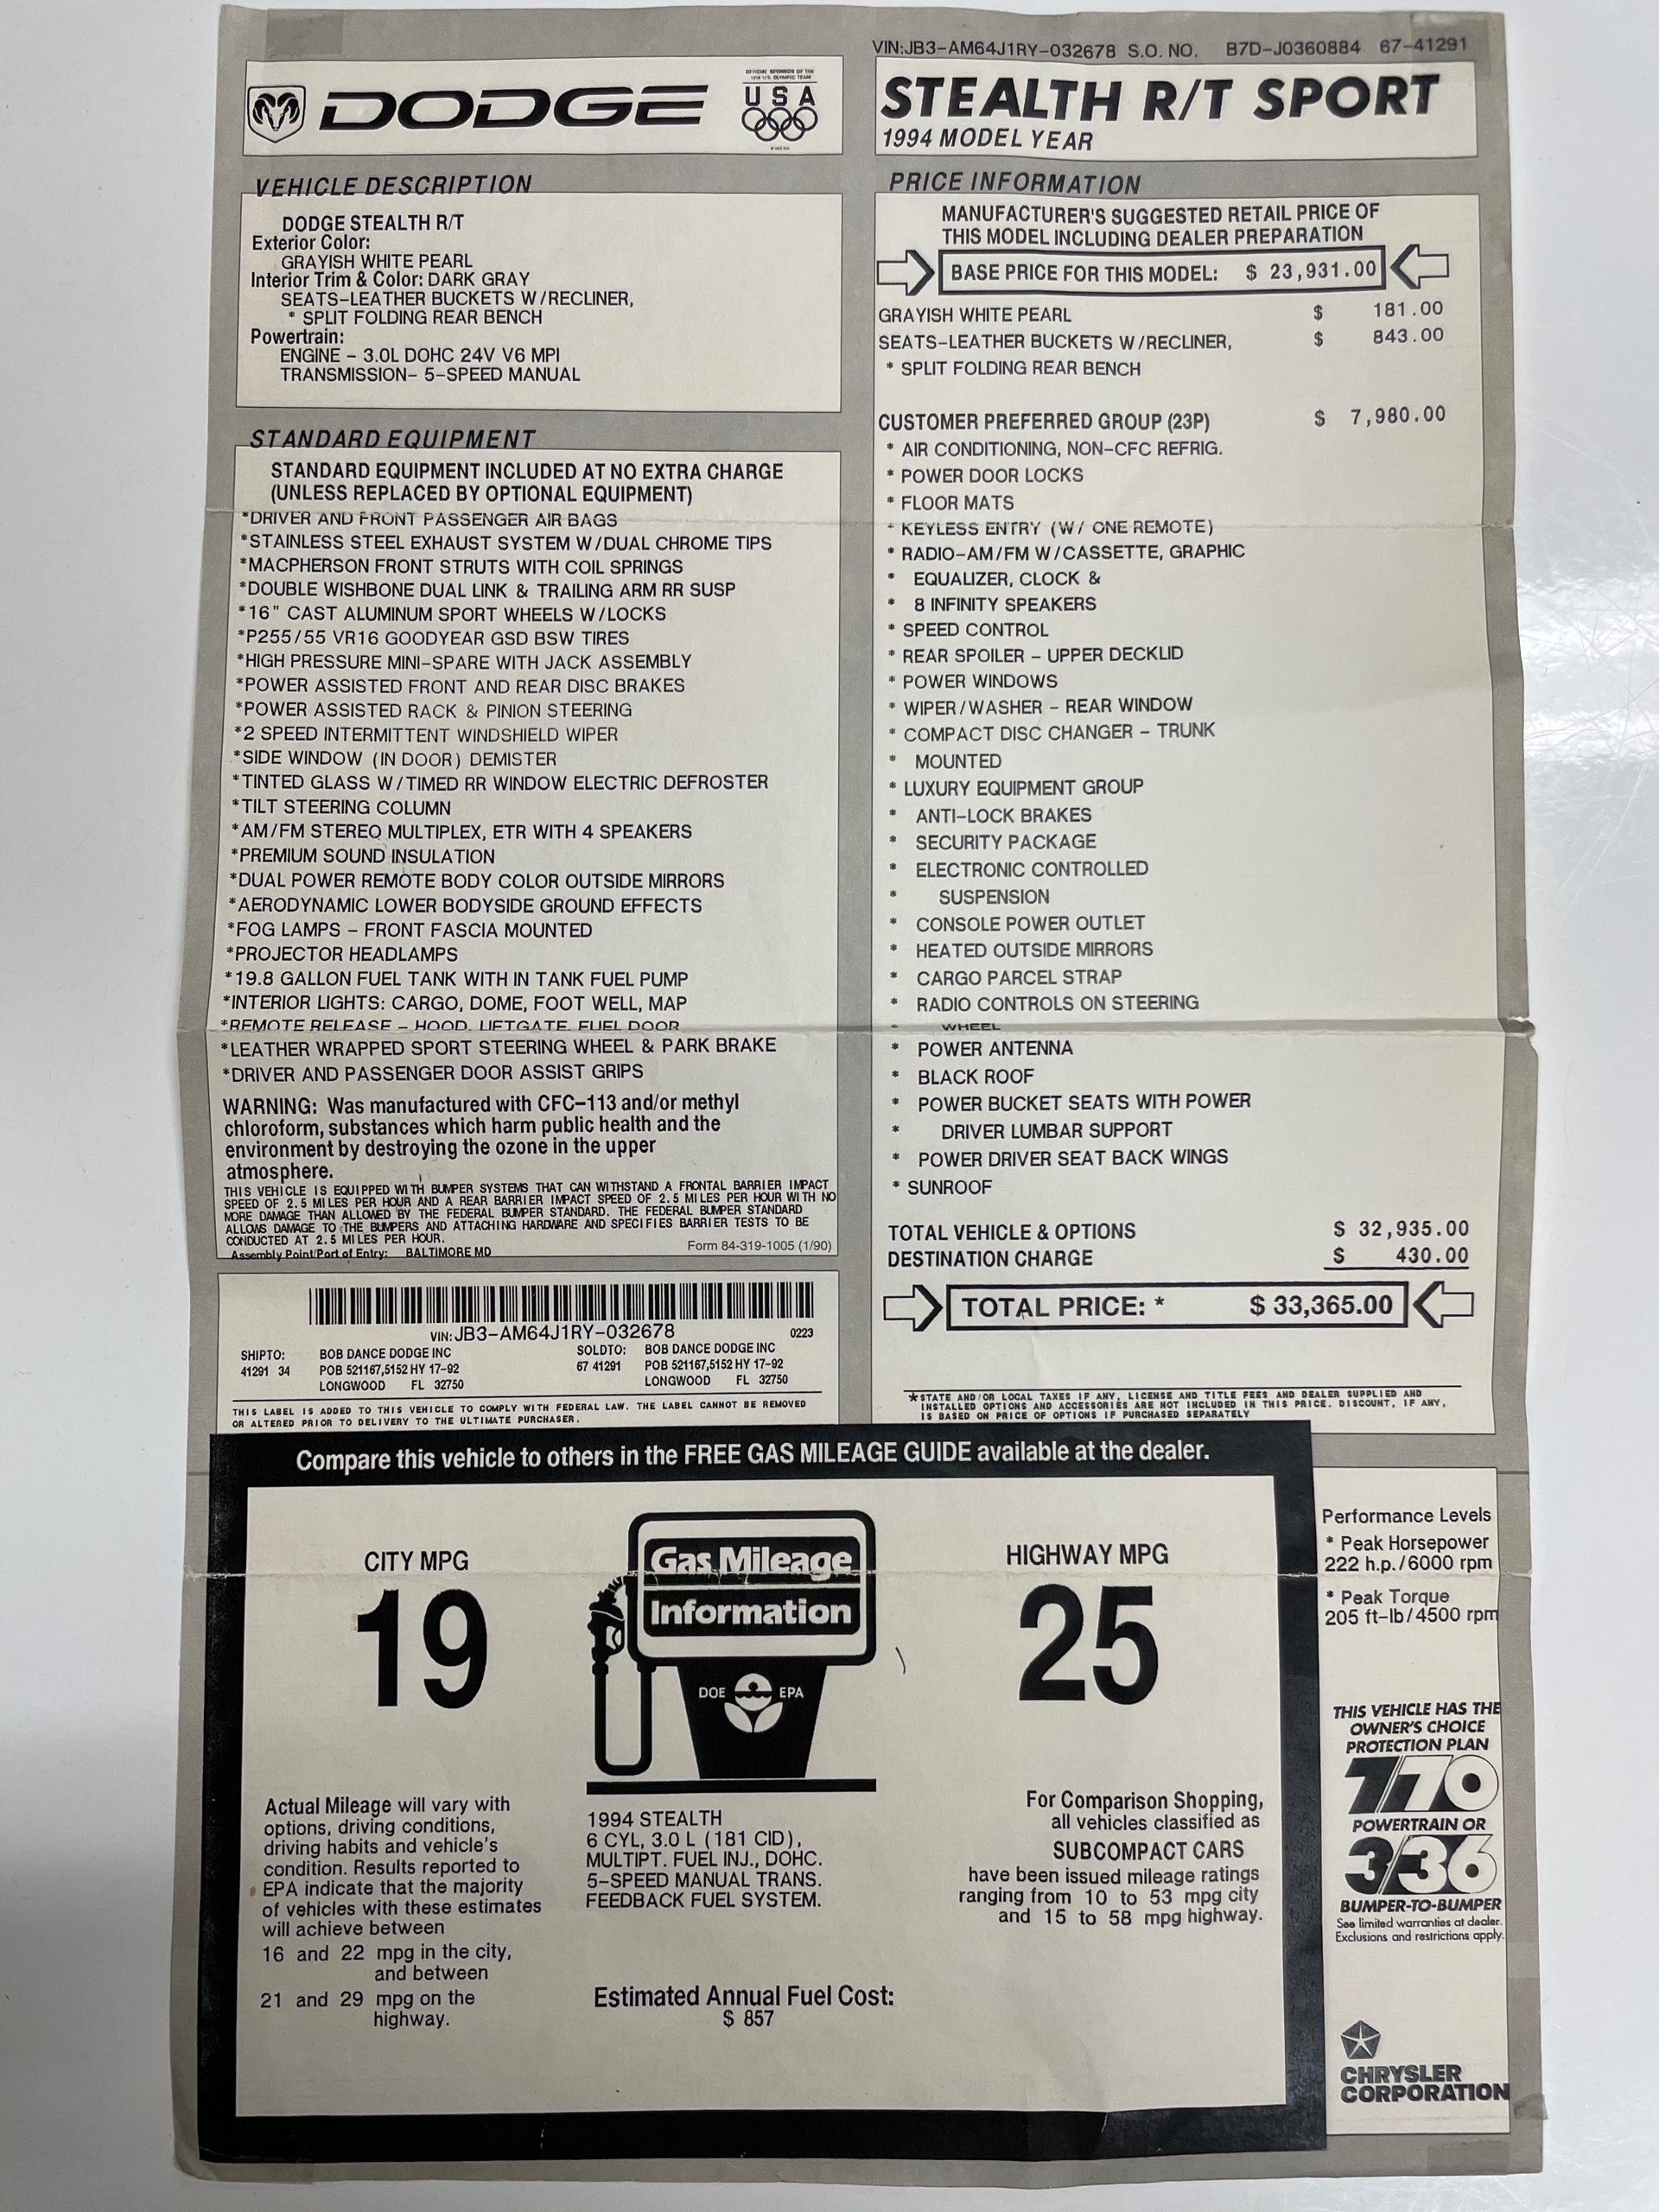 VIN:JB3-AM64J1RY-032678 S.O. NO. B7D-J0360884 67-41291
DODGE
OFFICIAL SPONSOR OF THE
1994 U.S. OLYMPIC TEAM
USA
STEALTH R/T SPORT
1994 MODEL YEAR
VEHICLE DESCRIPTION
DODGE STEALTH R/T
Exterior Color:
GRAYISH WHITE PEARL
Interior Trim & Color: DARK GRAY
SEATS-LEATHER BUCKETS W/RECLINER,
* SPLIT FOLDING REAR BENCH
Powertrain:
ENGINE - 3.0L DOHC 24V V6 MPI
TRANSMISSION- 5-SPEED MANUAL
STANDARD EQUIPMENT
STANDARD EQUIPMENT INCLUDED AT NO EXTRA CHARGE
(UNLESS REPLACED BY OPTIONAL EQUIPMENT)
*DRIVER AND FRONT PASSENGER AIR BAGS
*STAINLESS STEEL EXHAUST SYSTEM W/DUAL CHROME TIPS
*MACPHERSON FRONT STRUTS WITH COIL SPRINGS
*DOUBLE WISHBONE DUAL LINK & TRAILING ARM RR SUSP
*16" CAST ALUMINUM SPORT WHEELS W/LOCKS
*P255/55 VR16 GOODYEAR GSD BSW TIRES
*HIGH PRESSURE MINI-SPARE WITH JACK ASSEMBLY
*POWER ASSISTED FRONT AND REAR DISC BRAKES
*POWER ASSISTED RACK & PINION STEERING
*2 SPEED INTERMITTENT WINDSHIELD WIPER
*SIDE WINDOW (IN DOOR) DEMISTER
*TINTED GLASS W/TIMED RR WINDOW ELECTRIC DEFROSTER
*TILT STEERING COLUMN
*AM/FM STEREO MULTIPLEX, ETR WITH 4 SPEAKERS
*PREMIUM SOUND INSULATION
*DUAL POWER REMOTE BODY COLOR OUTSIDE MIRRORS
*AERODYNAMIC LOWER BODYSIDE GROUND EFFECTS
*FOG LAMPS - FRONT FASCIA MOUNTED
*PROJECTOR HEADLAMPS
*19.8 GALLON FUEL TANK WITH IN TANK FUEL PUMP
*INTERIOR LIGHTS: CARGO, DOME, FOOT WELL, MAP
*REMOTE RELEASE - HOOD, LIFTGATE, FUEL DOOR
*LEATHER WRAPPED SPORT STEERING WHEEL & PARK BRAKE
*DRIVER AND PASSENGER DOOR ASSIST GRIPS
WARNING: Was manufactured with CFC-113 and/or methyl
chloroform, substances which harm public health and the
environment by destroying the ozone in the upper
atmosphere.
THIS VEHICLE IS EQUIPPED WITH BUMPER SYSTEMS THAT CAN WITHSTAND A FRONTAL BARRIER IMPACT
SPEED OF 2.5 MILES PER HOUR AND A REAR BARRIER IMPACT SPEED OF 2.5 MILES PER HOUR WITH NO
MORE DAMAGE THAN ALLOWED BY THE FEDERAL BUMPER STANDARD. THE FEDERAL BUMPER STANDARD
ALLOWS DAMAGE TO THE BUMPERS AND ATTACHING HARDWARE AND SPECIFIES BARRIER TESTS TO BE
CONDUCTED AT 2.5 MILES PER HOUR.
Form 84-319-1005 (1/90)
Assembly Point/Port of Entry: BALTIMORE MD
PRICE INFORMATION
MANUFACTURER'S SUGGESTED RETAIL PRICE OF
THIS MODEL INCLUDING DEALER PREPARATION
BASE PRICE FOR THIS MODEL: $ 23,931.00
GRAYISH WHITE PEARL $ 181.00
SEATS-LEATHER BUCKETS W/RECLINER, $ 843.00
* SPLIT FOLDING REAR BENCH
CUSTOMER PREFERRED GROUP (23P) $ 7,980.00
* AIR CONDITIONING, NON-CFC REFRIG.
* POWER DOOR LOCKS
* FLOOR MATS
* KEYLESS ENTRY (W/ ONE REMOTE)
* RADIO-AM/FM W/CASSETTE, GRAPHIC
* EQUALIZER, CLOCK &
* 8 INFINITY SPEAKERS
* SPEED CONTROL
* REAR SPOILER - UPPER DECKLID
* POWER WINDOWS
* WIPER/WASHER - REAR WINDOW
* COMPACT DISC CHANGER - TRUNK
* MOUNTED
* LUXURY EQUIPMENT GROUP
* ANTI-LOCK BRAKES
* SECURITY PACKAGE
* ELECTRONIC CONTROLLED
* SUSPENSION
* CONSOLE POWER OUTLET
* HEATED OUTSIDE MIRRORS
* CARGO PARCEL STRAP
* RADIO CONTROLS ON STEERING
* WHEEL
* POWER ANTENNA
* BLACK ROOF
* POWER BUCKET SEATS WITH POWER
* DRIVER LUMBAR SUPPORT
* POWER DRIVER SEAT BACK WINGS
* SUNROOF
TOTAL VEHICLE & OPTIONS $ 32,935.00
DESTINATION CHARGE $ 430.00
TOTAL PRICE: * $ 33,365.00
*STATE AND/OR LOCAL TAXES IF ANY, LICENSE AND TITLE FEES AND DEALER SUPPLIED AND
INSTALLED OPTIONS AND ACCESSORIES ARE NOT INCLUDED IN THIS PRICE. DISCOUNT, IF ANY,
IS BASED ON PRICE OF OPTIONS IF PURCHASED SEPARATELY
VIN:JB3-AM64J1RY-032678 0223
SHIPTO: BOB DANCE DODGE INC SOLDTO: BOB DANCE DODGE INC
41291 34 POB 521167,5152 HY 17-92 67 41291 POB 521167,5152 HY 17-92
LONGWOOD FL 32750 LONGWOOD FL 32750
THIS LABEL IS ADDED TO THIS VEHICLE TO COMPLY WITH FEDERAL LAW. THE LABEL CANNOT BE REMOVED
OR ALTERED PRIOR TO DELIVERY TO THE ULTIMATE PURCHASER.
Compare this vehicle to others in the FREE GAS MILEAGE GUIDE available at the dealer.
CITY MPG
19
Gas Mileage
Information
DOE EPA
HIGHWAY MPG
25
Actual Mileage will vary with
options, driving conditions,
driving habits and vehicle's
condition. Results reported to
EPA indicate that the majority
of vehicles with these estimates
will achieve between
16 and 22 mpg in the city,
and between
21 and 29 mpg on the
highway.
1994 STEALTH
6 CYL, 3.0 L (181 CID),
MULTIPT. FUEL INJ., DOHC.
5-SPEED MANUAL TRANS.
FEEDBACK FUEL SYSTEM.
Estimated Annual Fuel Cost:
$ 857
For Comparison Shopping,
all vehicles classified as
SUBCOMPACT CARS
have been issued mileage ratings
ranging from 10 to 53 mpg city
and 15 to 58 mpg highway.
Performance Levels
* Peak Horsepower
222 h.p./6000 rpm
* Peak Torque
205 ft-lb/4500 rpm
THIS VEHICLE HAS THE
OWNER'S CHOICE
PROTECTION PLAN
7/70
POWERTRAIN OR
3/36
BUMPER-TO-BUMPER
See limited warranties at dealer.
Exclusions and restrictions apply.
CHRYSLER
CORPORATION